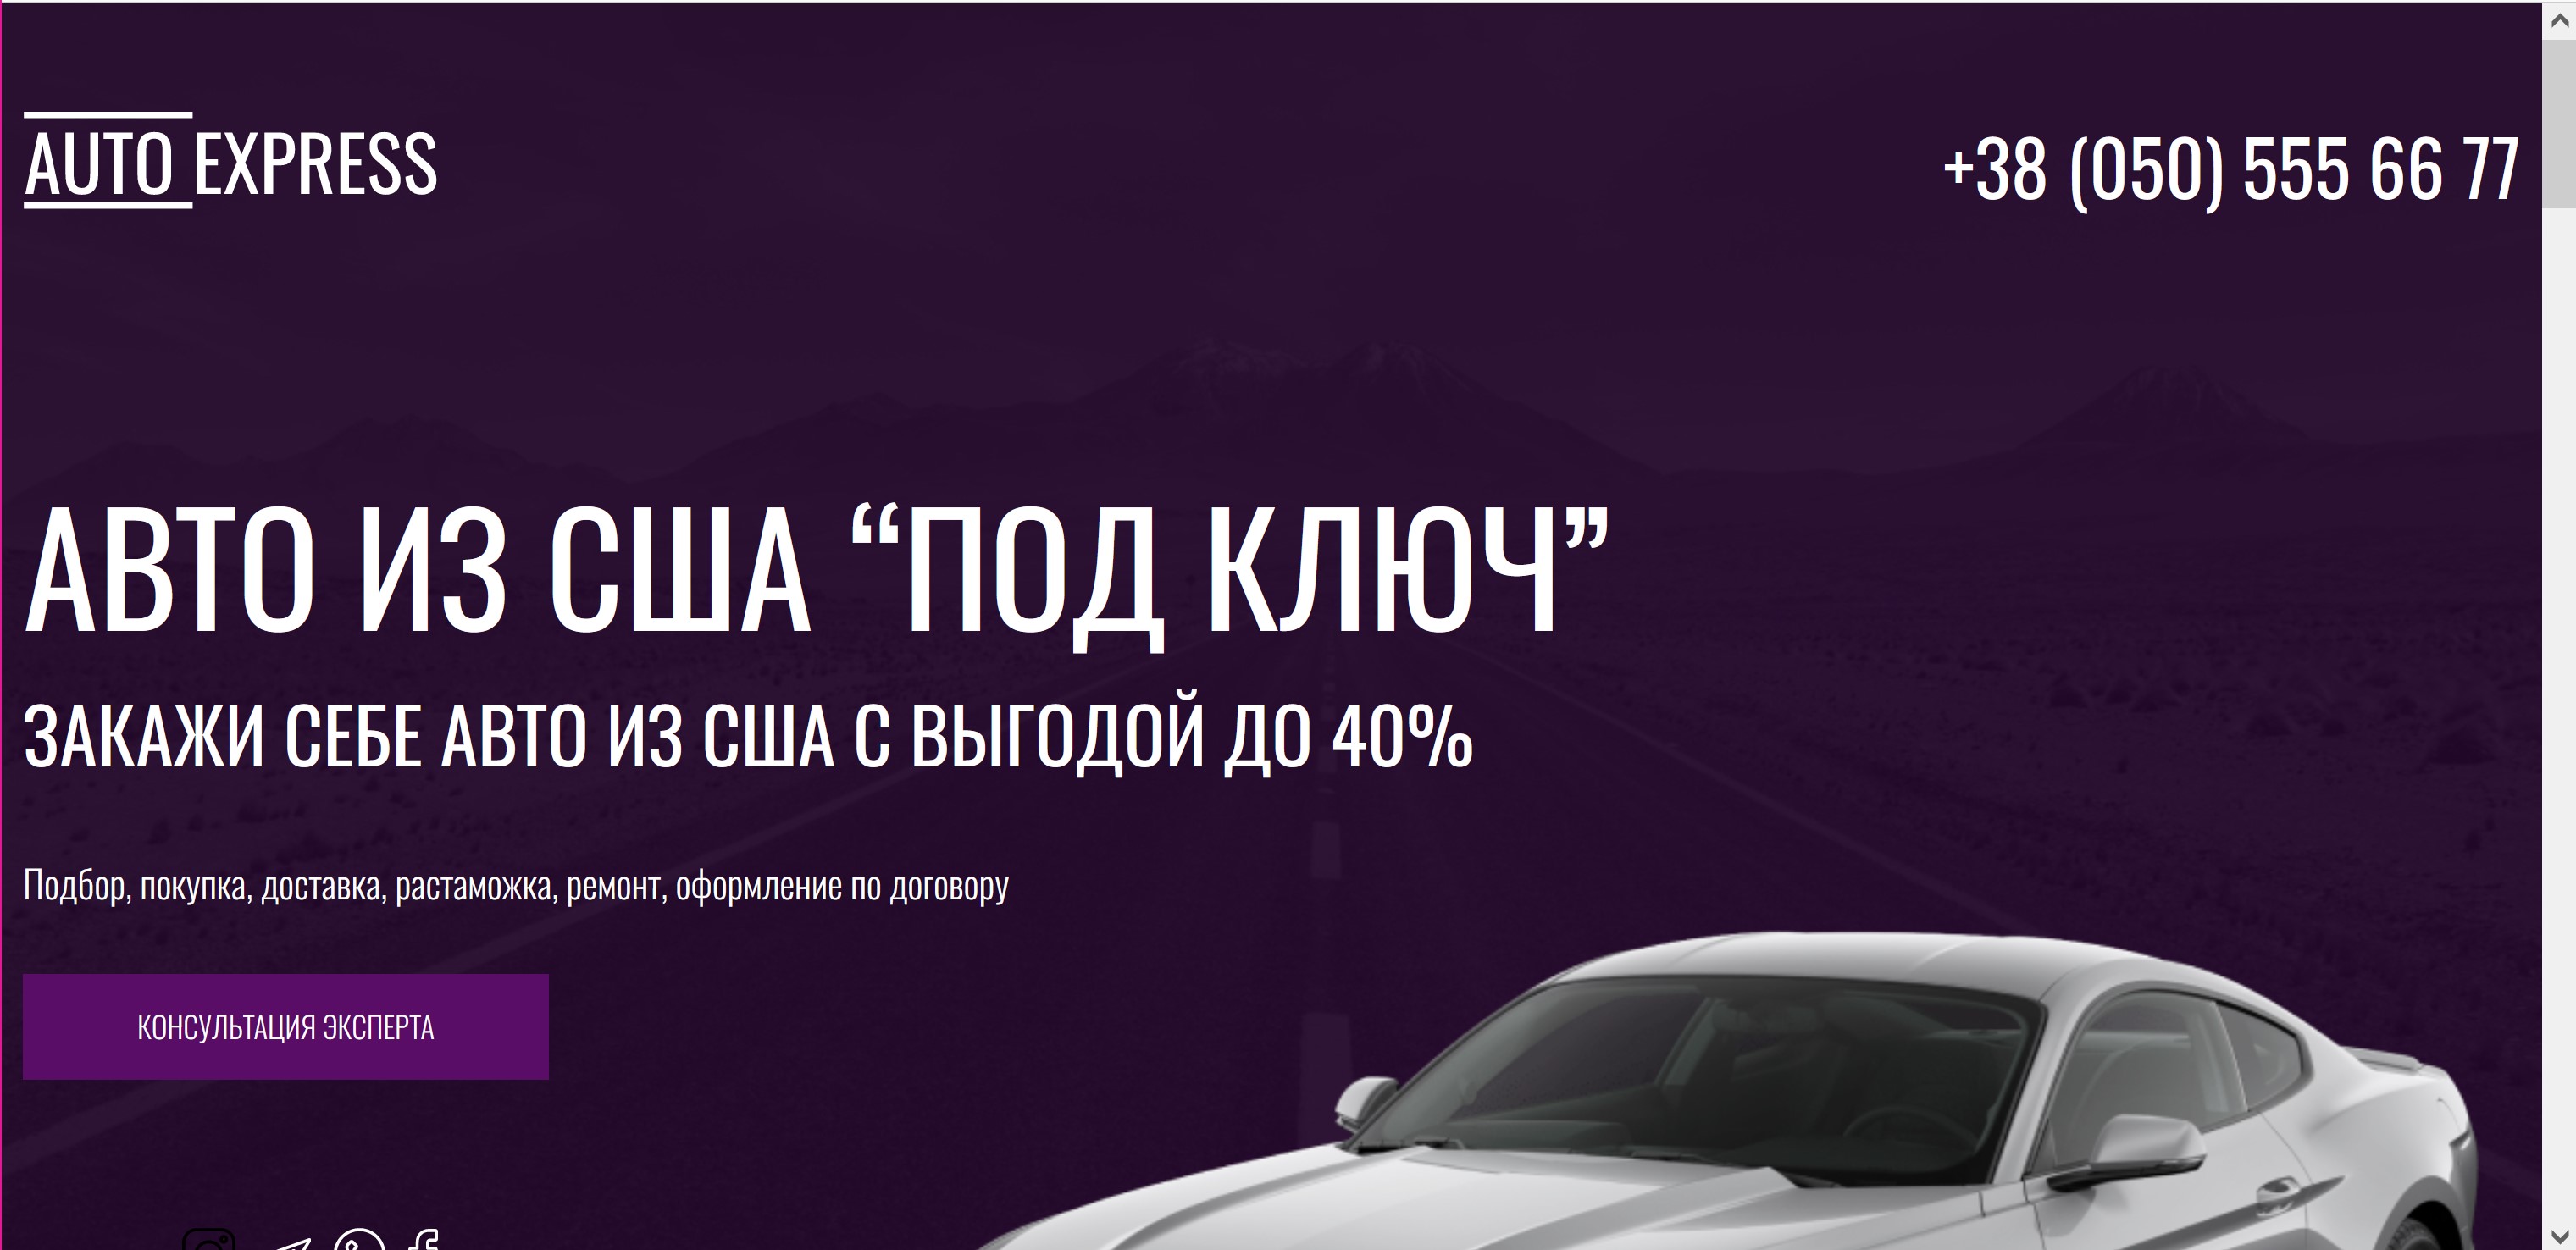 AUTO EXPRESS
+38 (050) 555 66 77
АВТО ИЗ США “ПОД КЛЮЧ”
ЗАКАЖИ СЕБЕ АВТО ИЗ США С ВЫГОДОЙ ДО 40%
Подбор, покупка, доставка, растаможка, ремонт, оформление по договору
КОНСУЛЬТАЦИЯ ЭКСПЕРТА